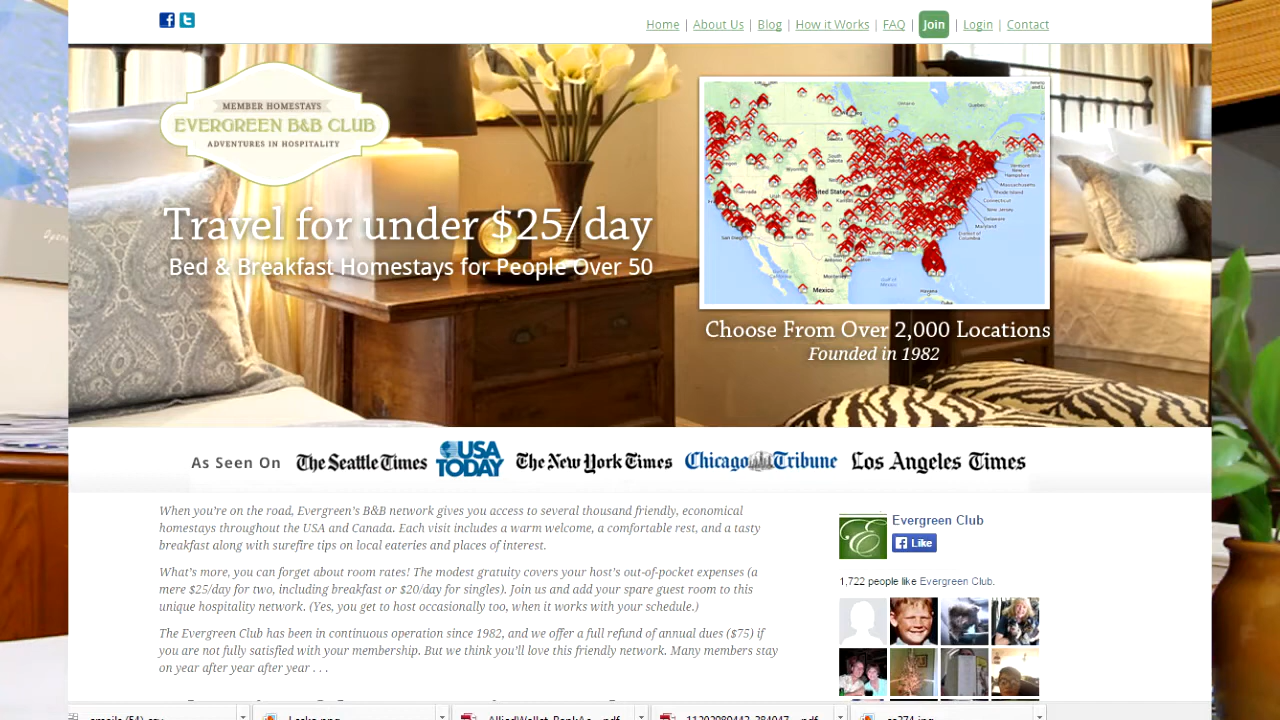 Home | About Us | Blog | How it Works | FAQ | Join | Login | Contact
MEMBER HOMESTAYS
EVERGREEN B&B CLUB
ADVENTURES IN HOSPITALITY
Travel for under $25/day
Bed & Breakfast Homestays for People Over 50
Choose From Over 2,000 Locations
Founded in 1982
As Seen On
The Seattle Times
USA TODAY
The New York Times
Chicago Tribune
Los Angeles Times
When you're on the road, Evergreen's B&B network gives you access to several thousand friendly, economical
homestays throughout the USA and Canada. Each visit includes a warm welcome, a comfortable rest, and a tasty
breakfast along with surefire tips on local eateries and places of interest.
What's more, you can forget about room rates! The modest gratuity covers your host's out-of-pocket expenses (a
mere $25/day for two, including breakfast or $20/day for singles). Join us and add your spare guest room to this
unique hospitality network. (Yes, you get to host occasionally too, when it works with your schedule.)
The Evergreen Club has been in continuous operation since 1982, and we offer a full refund of annual dues ($75) if
you are not fully satisfied with your membership. But we think you'll love this friendly network. Many members stay
on year after year after year . . .
Evergreen Club
Like
1,722 people like Evergreen Club.